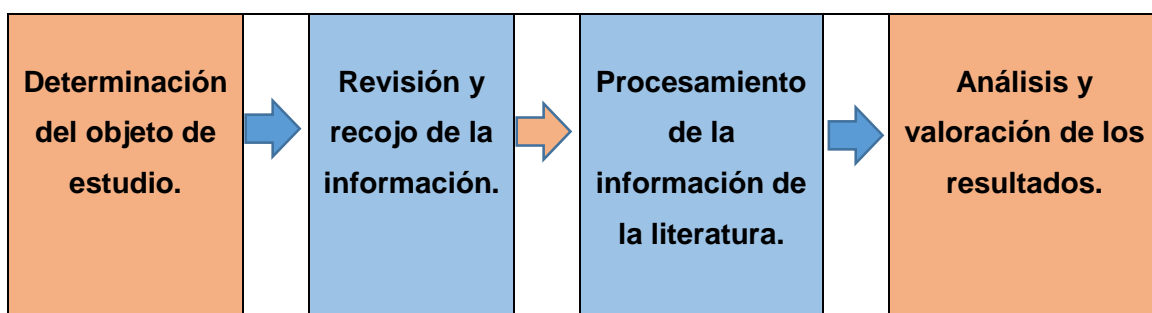 Determinación
del objeto de
estudio.
Revisión y
recojo de la
información.
Procesamiento
de la
información de
la literatura.
Análisis y
valoración de los
resultados.